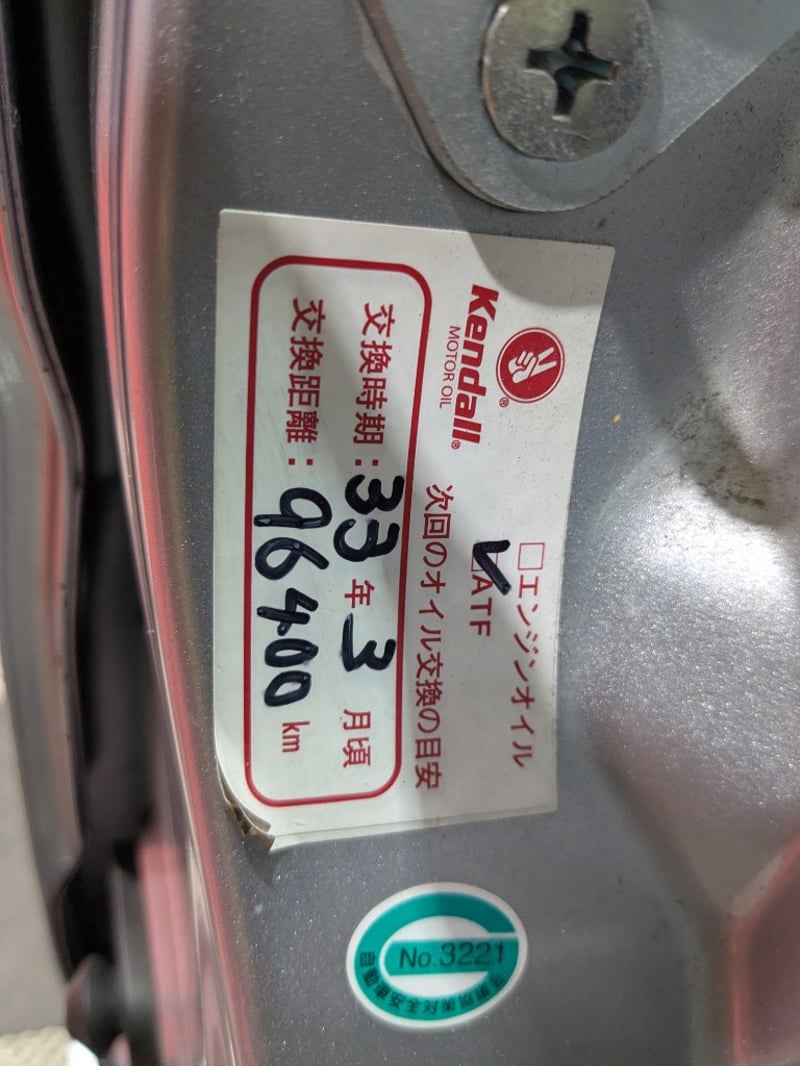 Kendall®
MOTOR OIL
□エンジンオイル
☑ATF
次回のオイル交換の目安
交換時期：33年3月頃
交換距離：96400km
No.3221